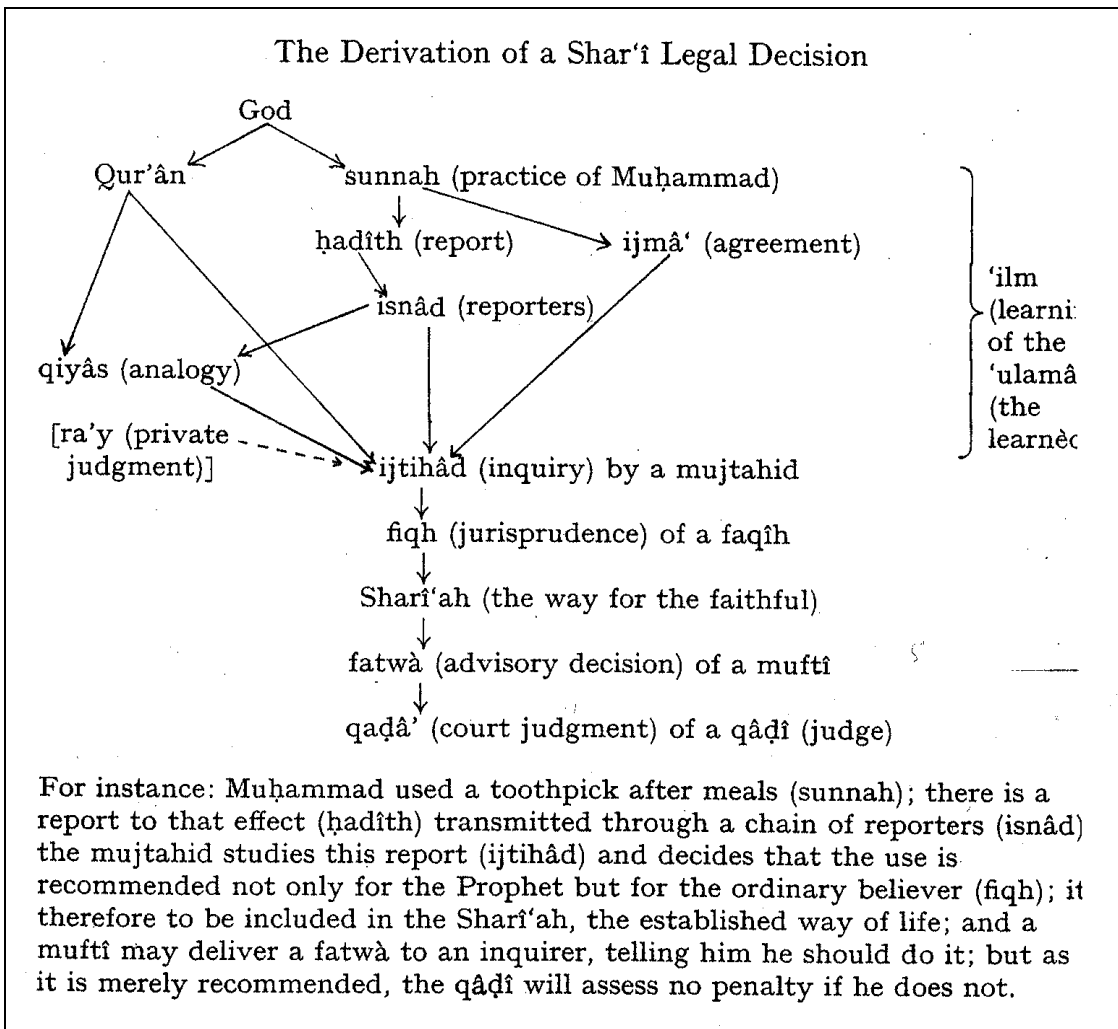 The Derivation of a Shar‘î Legal Decision
God
Qur’ân
sunnah (practice of Muḥammad)
ḥadîth (report)
ijmâ‘ (agreement)
isnâd (reporters)
qiyâs (analogy)
[ra’y (private
judgment)]
ijtihâd (inquiry) by a mujtahid
fiqh (jurisprudence) of a faqîh
Sharî‘ah (the way for the faithful)
fatwà (advisory decision) of a muftî
qaḍâ’ (court judgment) of a qâḍî (judge)
‘ilm
(learni
of the
‘ulamâ
(the
For instance: Muḥammad used a toothpick after meals (sunnah); there is a
report to that effect (ḥadîth) transmitted through a chain of reporters (isnâd)
the mujtahid studies this report (ijtihâd) and decides that the use is
recommended not only for the Prophet but for the ordinary believer (fiqh); it
therefore to be included in the Sharî‘ah, the established way of life; and a
muftî may deliver a fatwà to an inquirer, telling him he should do it; but as
it is merely recommended, the qâḍî will assess no penalty if he does not.